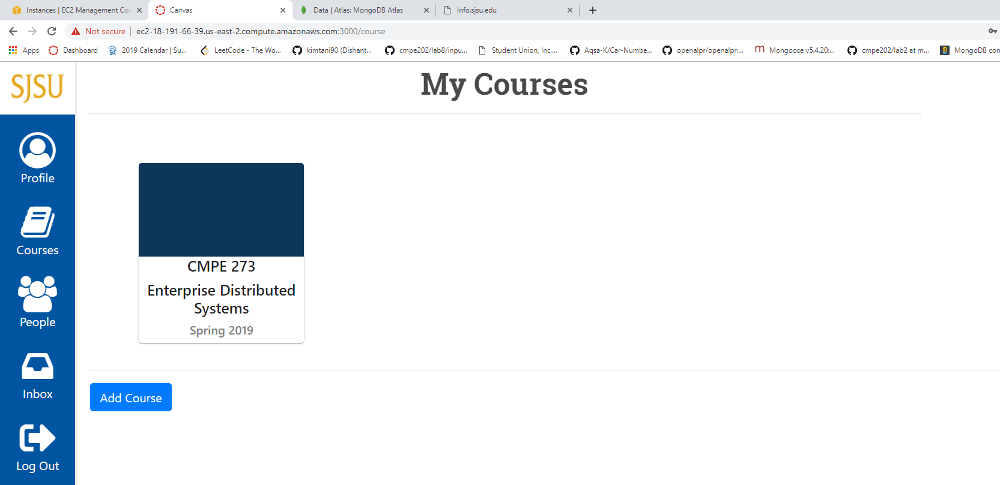 Instances | EC2 Management Con
Canvas
Data | Atlas: MongoDB Atlas
Info.sjsu.edu
Not secure
ec2-18-191-66-39.us-east-2.compute.amazonaws.com:3000/course
Apps
Dashboard
2019 Calendar | Su...
LeetCode - The Wo...
kimtani90 (Dishant...
cmpe202/lab8/inpu...
Student Union, Inc....
Aqsa-K/Car-Numbe...
openalpr/openalpr:...
Mongoose v5.4.20:...
cmpe202/lab2 at m...
MongoDB con
SJSU
My Courses
Profile
Courses
People
Inbox
Log Out
CMPE 273
Enterprise Distributed
Systems
Spring 2019
Add Course